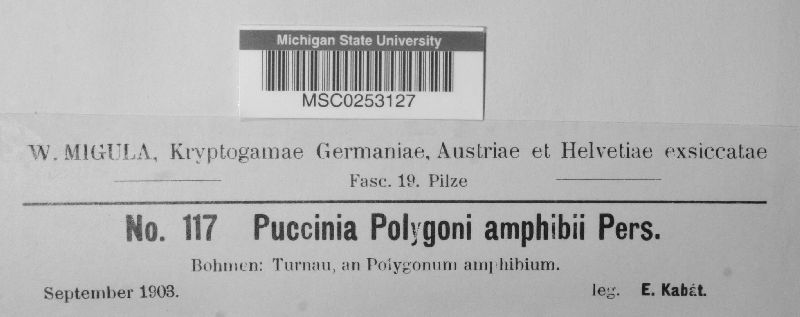 Michigan State University
MSC0253127
W. MIGULA, Kryptogamae Germaniae, Austriae et Helvetiae exsiccatae
Fasc. 19. Pilze
No. 117 Puccinia Polygoni amphibii Pers.
Bohmen: Turnau, an Polygonum amphibium.
September 1903.
leg. E. Kabát.